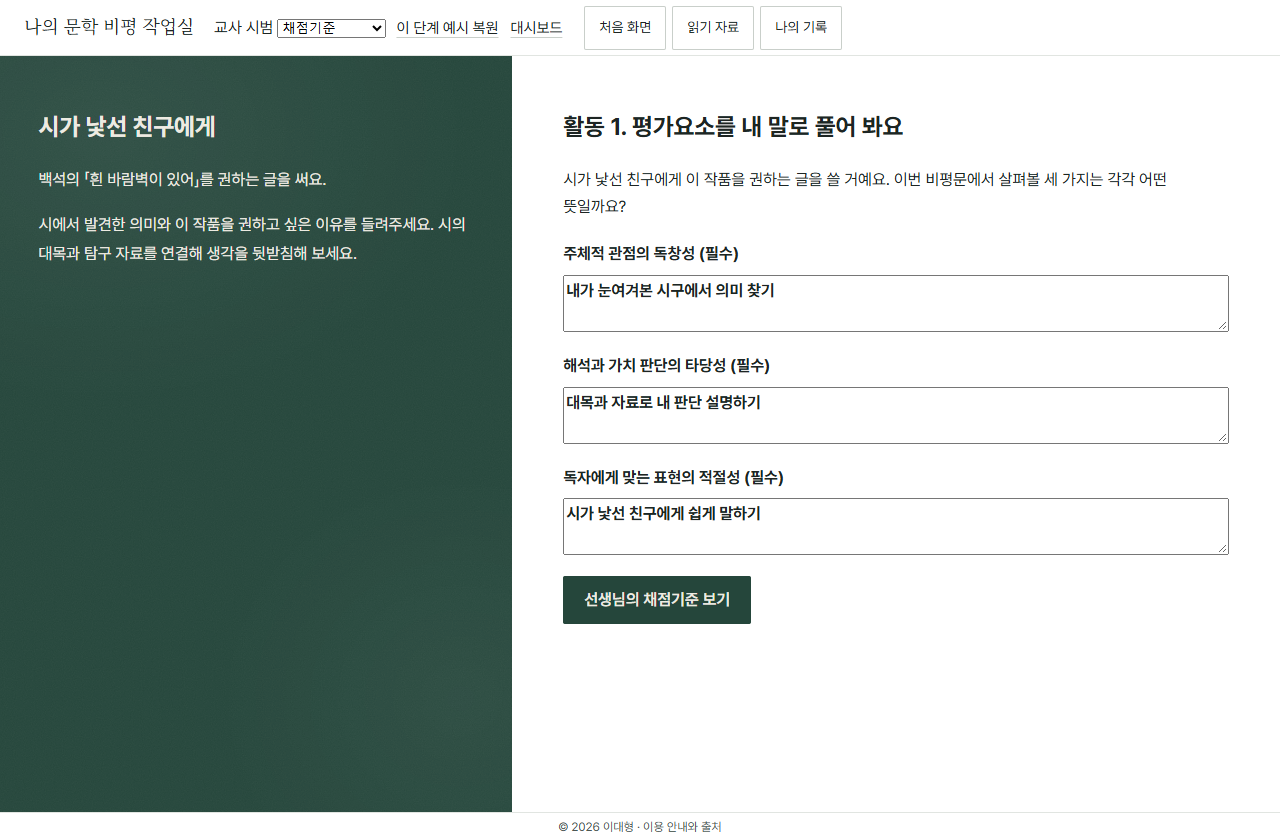 나의 문학 비평 작업실 교사 시범 채점기준 이 단계 예시 복원 대시보드 처음 화면 읽기 자료 나의 기록
시가 낯선 친구에게
백석의 「흰 바람벽이 있어」를 권하는 글을 써요.
시에서 발견한 의미와 이 작품을 권하고 싶은 이유를 들려주세요. 시의
대목과 탐구 자료를 연결해 생각을 뒷받침해 보세요.
활동 1. 평가요소를 내 말로 풀어 봐요
시가 낯선 친구에게 이 작품을 권하는 글을 쓸 거예요. 이번 비평문에서 살펴볼 세 가지는 각각 어떤
뜻일까요?
주체적 관점의 독창성 (필수)
내가 눈여겨본 시구에서 의미 찾기
해석과 가치 판단의 타당성 (필수)
대목과 자료로 내 판단 설명하기
독자에게 맞는 표현의 적절성 (필수)
시가 낯선 친구에게 쉽게 말하기
선생님의 채점기준 보기
© 2026 이대형 · 이용 안내와 출처